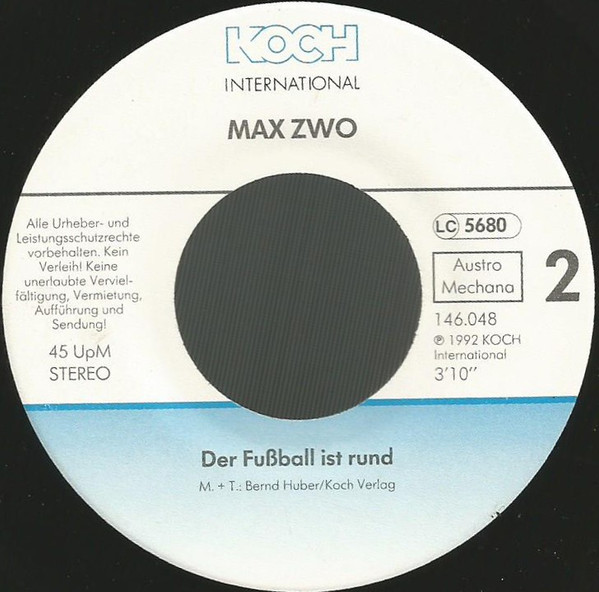 KOCH
INTERNATIONAL
MAX ZWO
Alle Urheber- und
Leistungsschutzrechte
vorbehalten. Kein
Verleih! Keine
unerlaubte Verviel-
fältigung, Vermietung,
Aufführung und
Sendung!
45 UpM
STEREO
LC 5680
Austro
Mechana
2
146.048
℗ 1992 KOCH
International
3'10''
Der Fußball ist rund
M. + T.: Bernd Huber/Koch Verlag